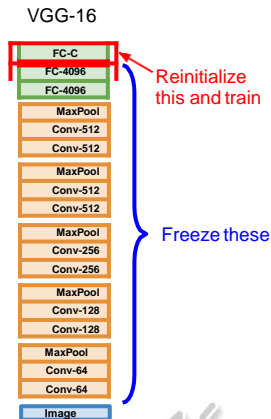 VGG-16
FC-C
FC-4096
FC-4096
MaxPool
Conv-512
Conv-512
MaxPool
Conv-512
Conv-512
MaxPool
Conv-256
Conv-256
MaxPool
Conv-128
Conv-128
MaxPool
Conv-64
Conv-64
Image
Reinitialize
this and train
Freeze these